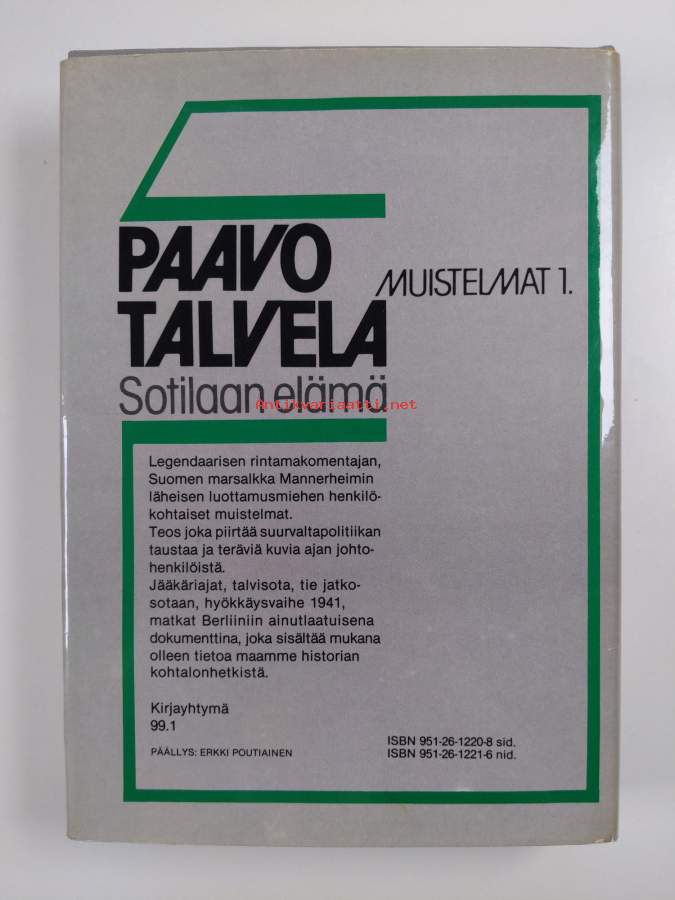 PAAVO
TALVELA
MUISTELMAT 1.
Sotilaan elämä
Antikvariaatti.net
Legendaarisen rintamakomentajan,
Suomen marsalkka Mannerheimin
läheisen luottamusmiehen henkilö-
kohtaiset muistelmat.
Teos joka piirtää suurvaltapolitiikan
taustaa ja teräviä kuvia ajan johto-
henkilöistä.
Jääkäriajat, talvisota, tie jatko-
sotaan, hyökkäysvaihe 1941,
matkat Berliiniin ainutlaatuisena
dokumenttina, joka sisältää mukana
olleen tietoa maamme historian
kohtalonhetkistä.
Kirjayhtymä
99.1
PÄÄLLYS: ERKKI POUTIAINEN
ISBN 951-26-1220-8 sid.
ISBN 951-26-1221-6 nid.